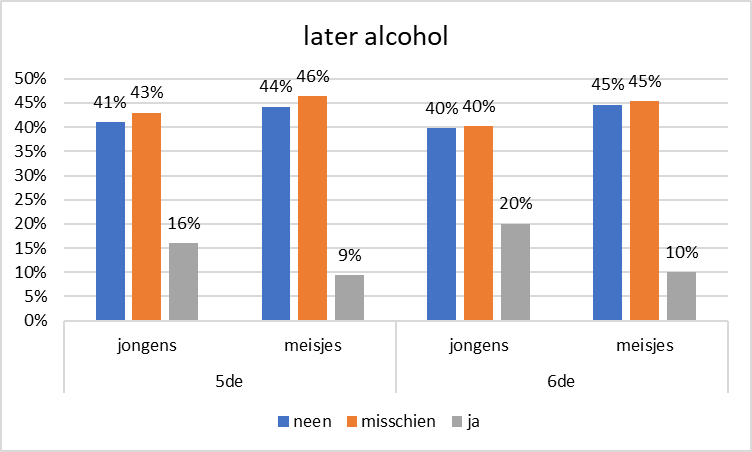 later alcohol
50%
45%
40%
35%
30%
25%
20%
15%
10%
5%
0%
41% 43% 16% 44% 46% 9% 40% 40% 20% 45% 45% 10%
jongens meisjes jongens meisjes
5de 6de
neen misschien ja